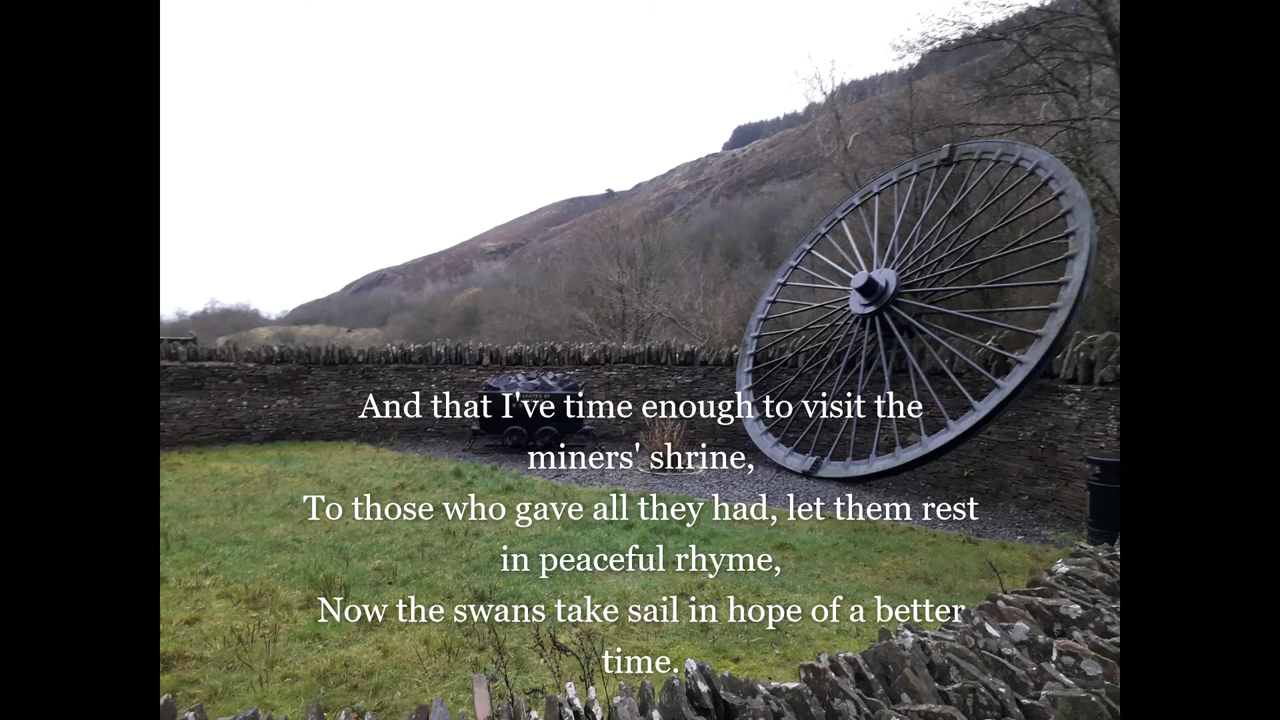 And that I've time enough to visit the
miners' shrine,
To those who gave all they had, let them rest
in peaceful rhyme,
Now the swans take sail in hope of a better
time.